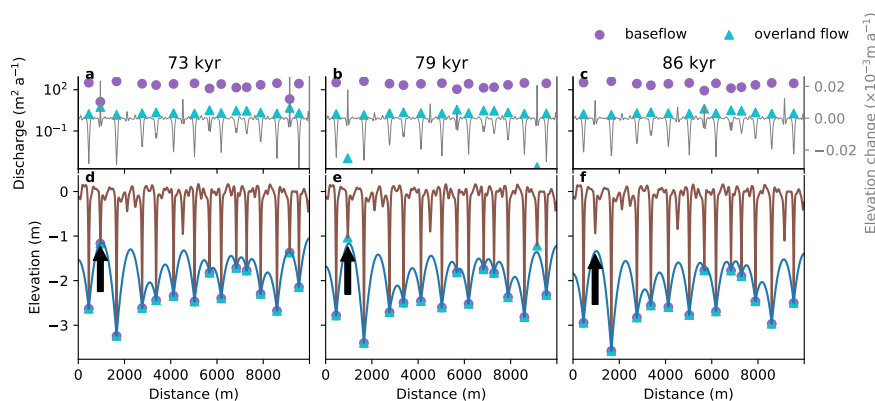 baseflow overland flow
73 kyr 79 kyr 86 kyr
a b c
Discharge (m² a⁻¹)
10²
10⁻¹
0.02
0.00
−0.02
Elevation change (×10⁻³m a⁻¹)
d e f
Elevation (m)
0
−1
−2
−3
0 2000 4000 6000 8000 0 2000 4000 6000 8000 0 2000 4000 6000 8000
Distance (m) Distance (m) Distance (m)